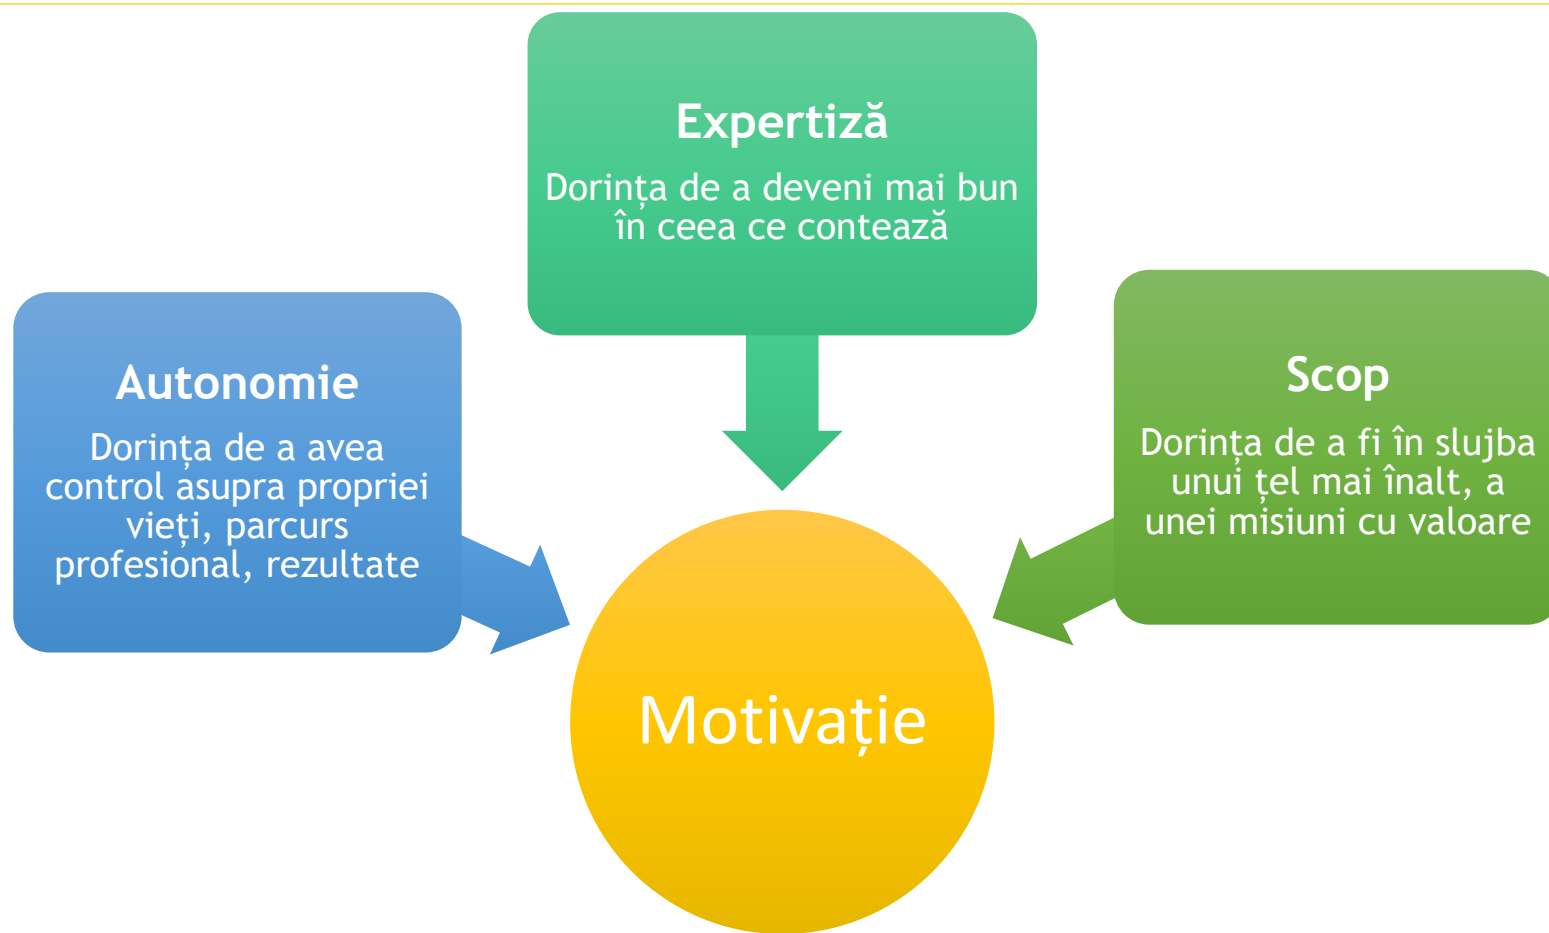 Expertiză
Dorința de a deveni mai bun
în ceea ce contează
Autonomie
Dorința de a avea
control asupra propriei
vieți, parcurs
profesional, rezultate
Scop
Dorința de a fi în slujba
unui țel mai înalt, a
unei misiuni cu valoare
Motivație